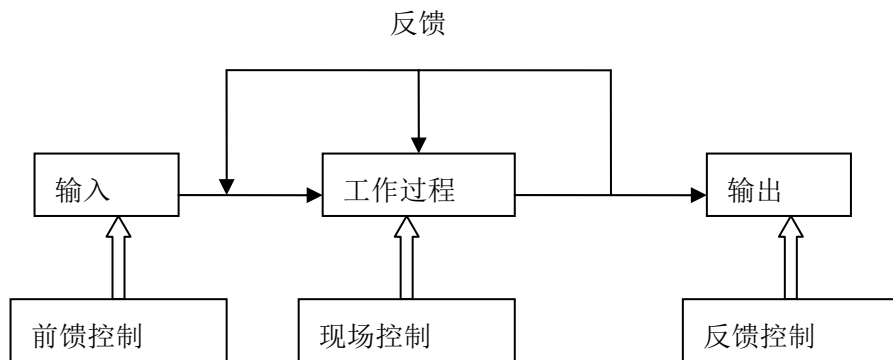 反馈
输入
工作过程
输出
前馈控制
现场控制
反馈控制